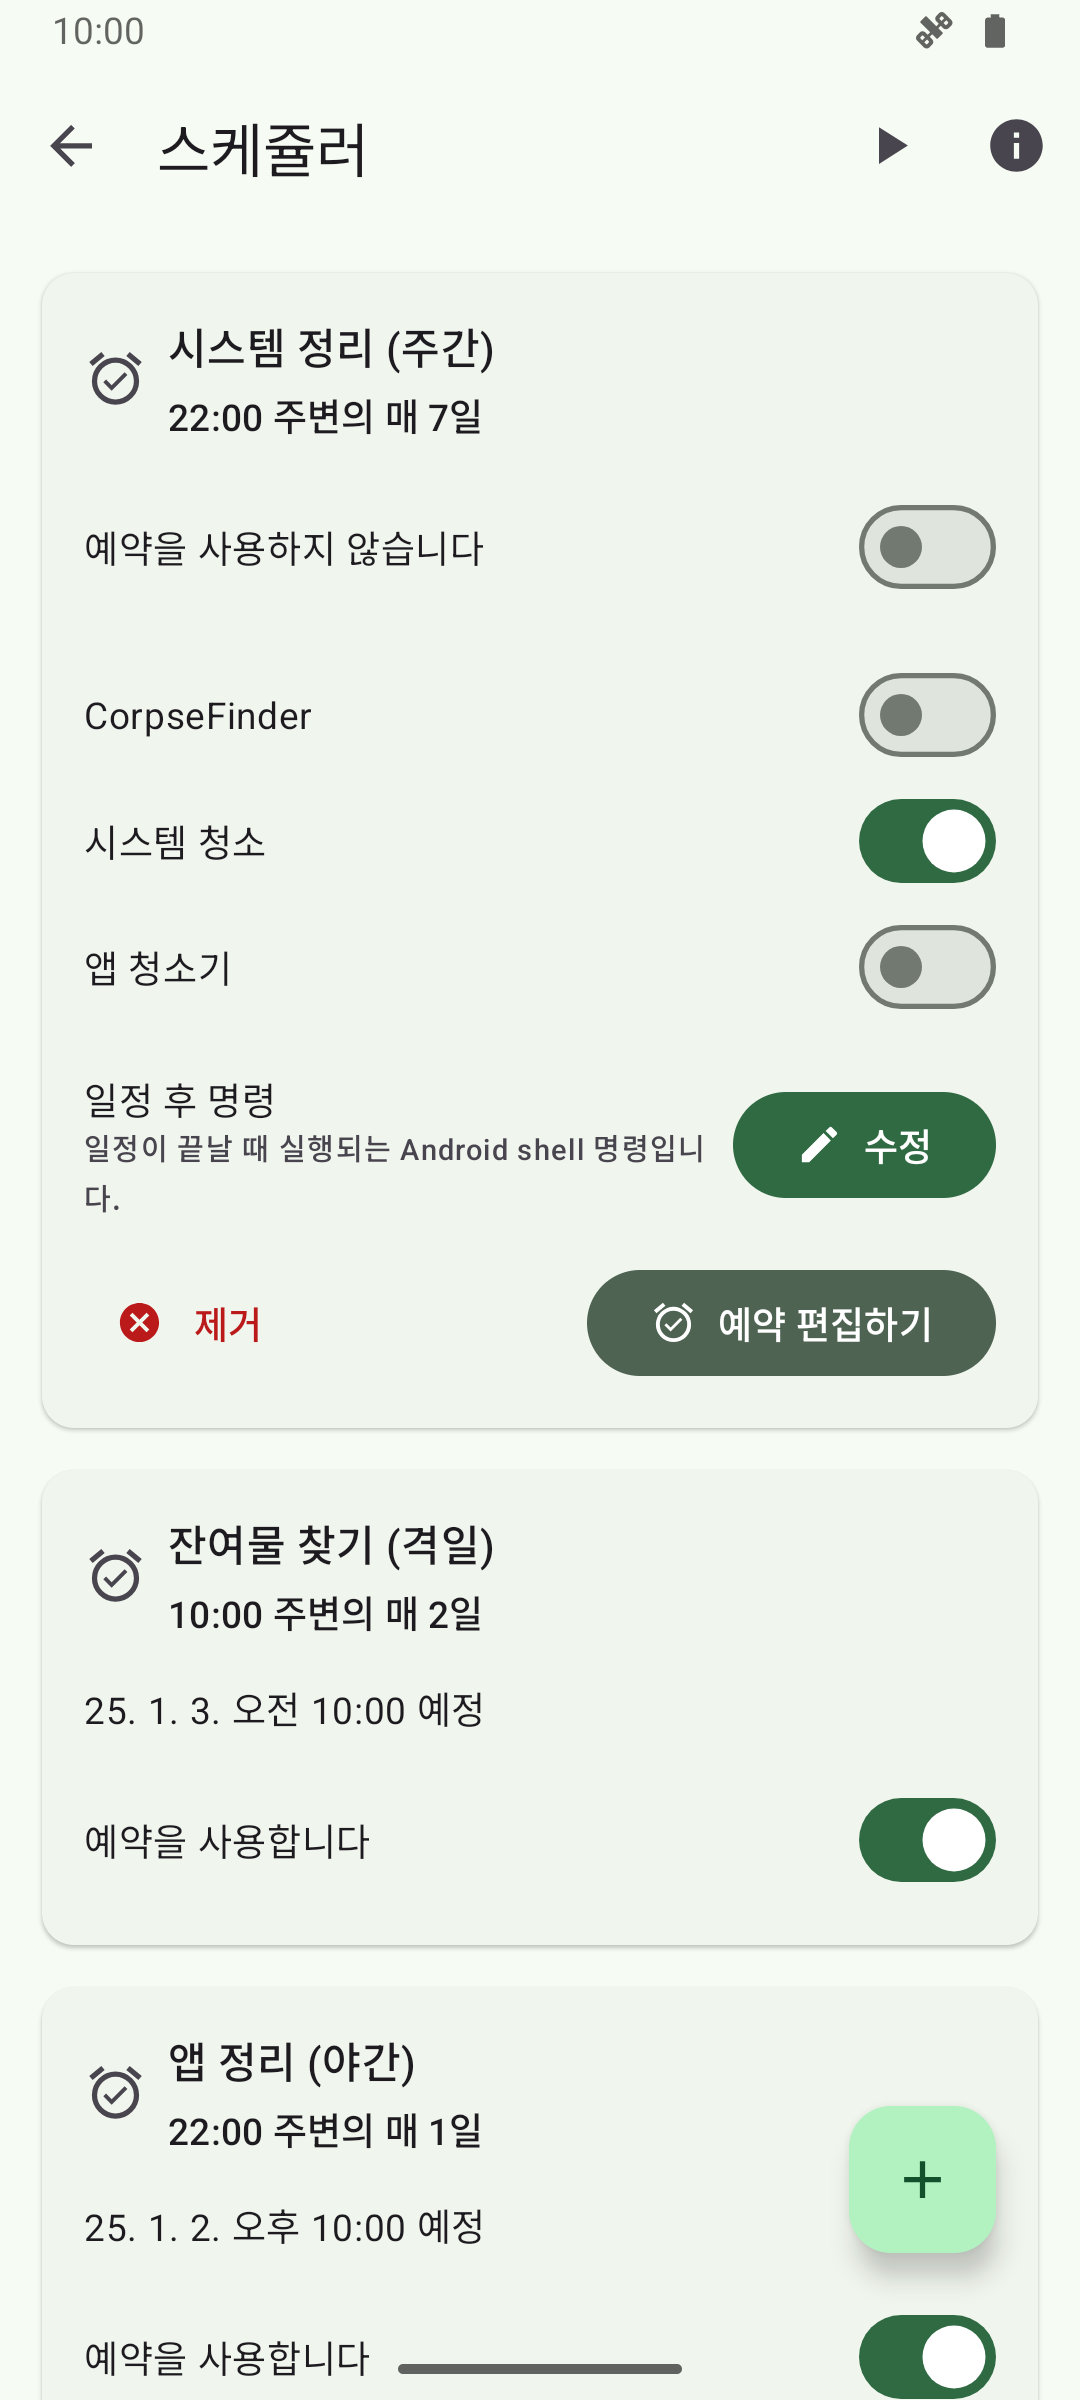 10:00
스케쥴러
시스템 정리 (주간)
22:00 주변의 매 7일
예약을 사용하지 않습니다
CorpseFinder
시스템 청소
앱 청소기
일정 후 명령
일정이 끝날 때 실행되는 Android shell 명령입니
다.
수정
제거
예약 편집하기
잔여물 찾기 (격일)
10:00 주변의 매 2일
25. 1. 3. 오전 10:00 예정
예약을 사용합니다
앱 정리 (야간)
22:00 주변의 매 1일
25. 1. 2. 오후 10:00 예정
예약을 사용합니다